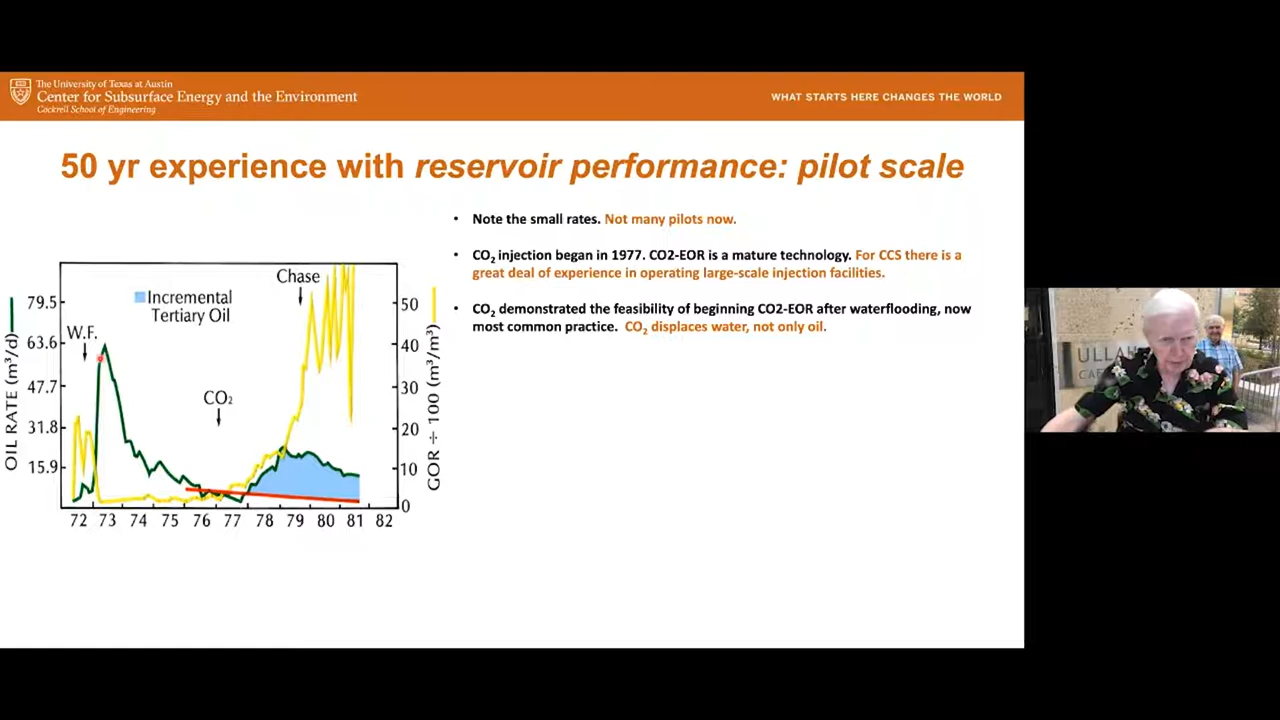 The University of Texas at Austin
Center for Subsurface Energy and the Environment
Cockrell School of Engineering
WHAT STARTS HERE CHANGES THE WORLD
50 yr experience with reservoir performance: pilot scale
• Note the small rates. Not many pilots now.
• CO₂ injection began in 1977. CO2-EOR is a mature technology. For CCS there is a
great deal of experience in operating large-scale injection facilities.
• CO₂ demonstrated the feasibility of beginning CO2-EOR after waterflooding, now
most common practice. CO₂ displaces water, not only oil.
OIL RATE (m³/d)
79.5
63.6
47.7
31.8
15.9
W.F.
Incremental
Tertiary Oil
CO₂
Chase
50
40
30
20
10
0
GOR ÷ 100 (m³/m³)
72 73 74 75 76 77 78 79 80 81 82
ULLA